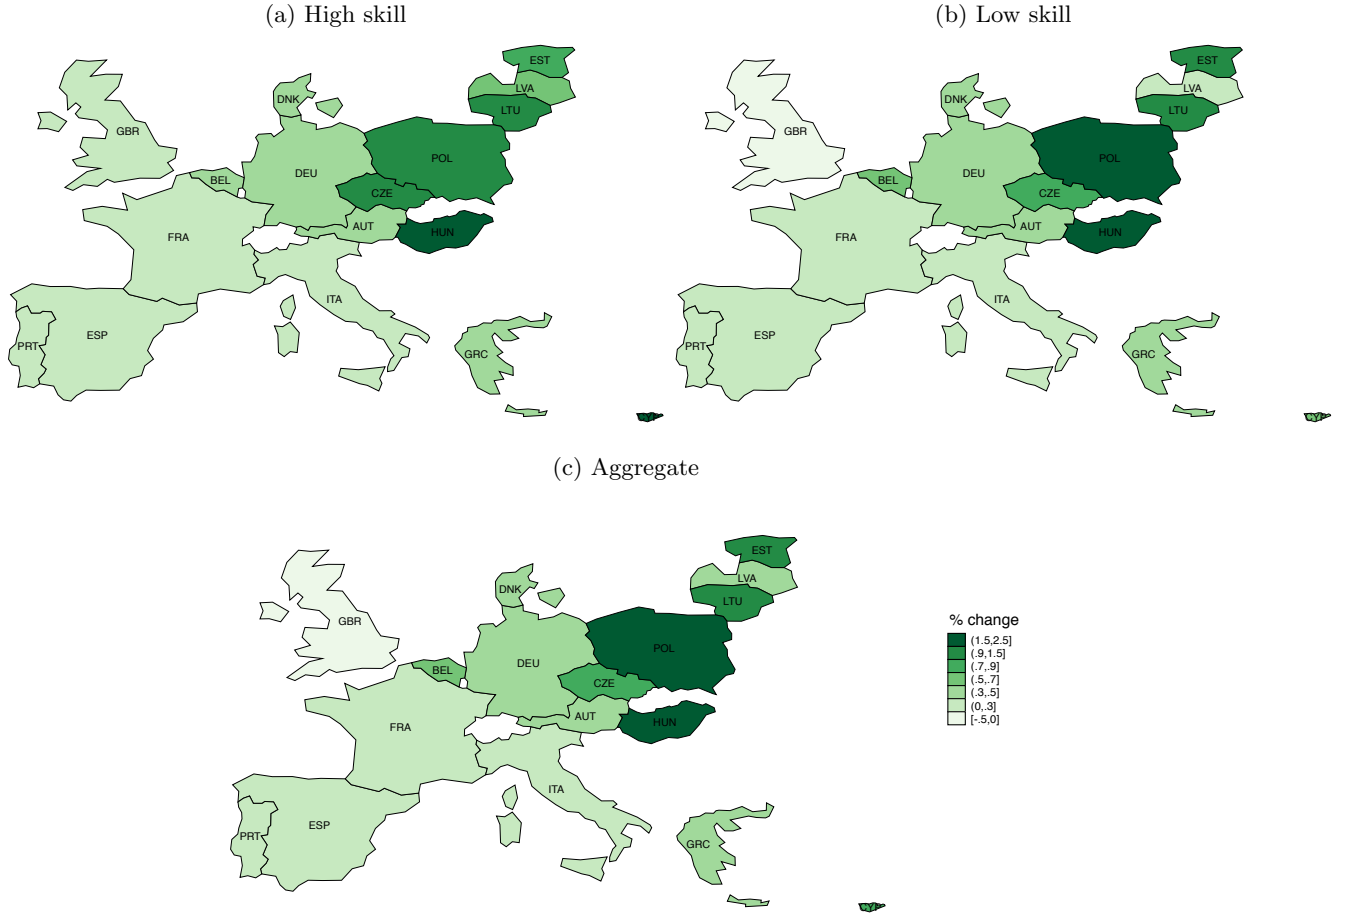 (a) High skill
(b) Low skill
EST
LVA
LTU
DNK
GBR
POL
DEU
BEL
CZE
AUT
HUN
FRA
ITA
ESP
PRT
GRC
EST
LVA
LTU
DNK
GBR
POL
DEU
BEL
CZE
AUT
HUN
FRA
ITA
ESP
PRT
GRC
(c) Aggregate
EST
LVA
DNK
LTU
GBR
POL
DEU
BEL
CZE
AUT
HUN
FRA
ITA
ESP
PRT
GRC
% change
(1.5,2.5]
(.9,1.5]
(.7,.9]
(.5,.7]
(.3,.5]
(0,.3]
[-.5,0]